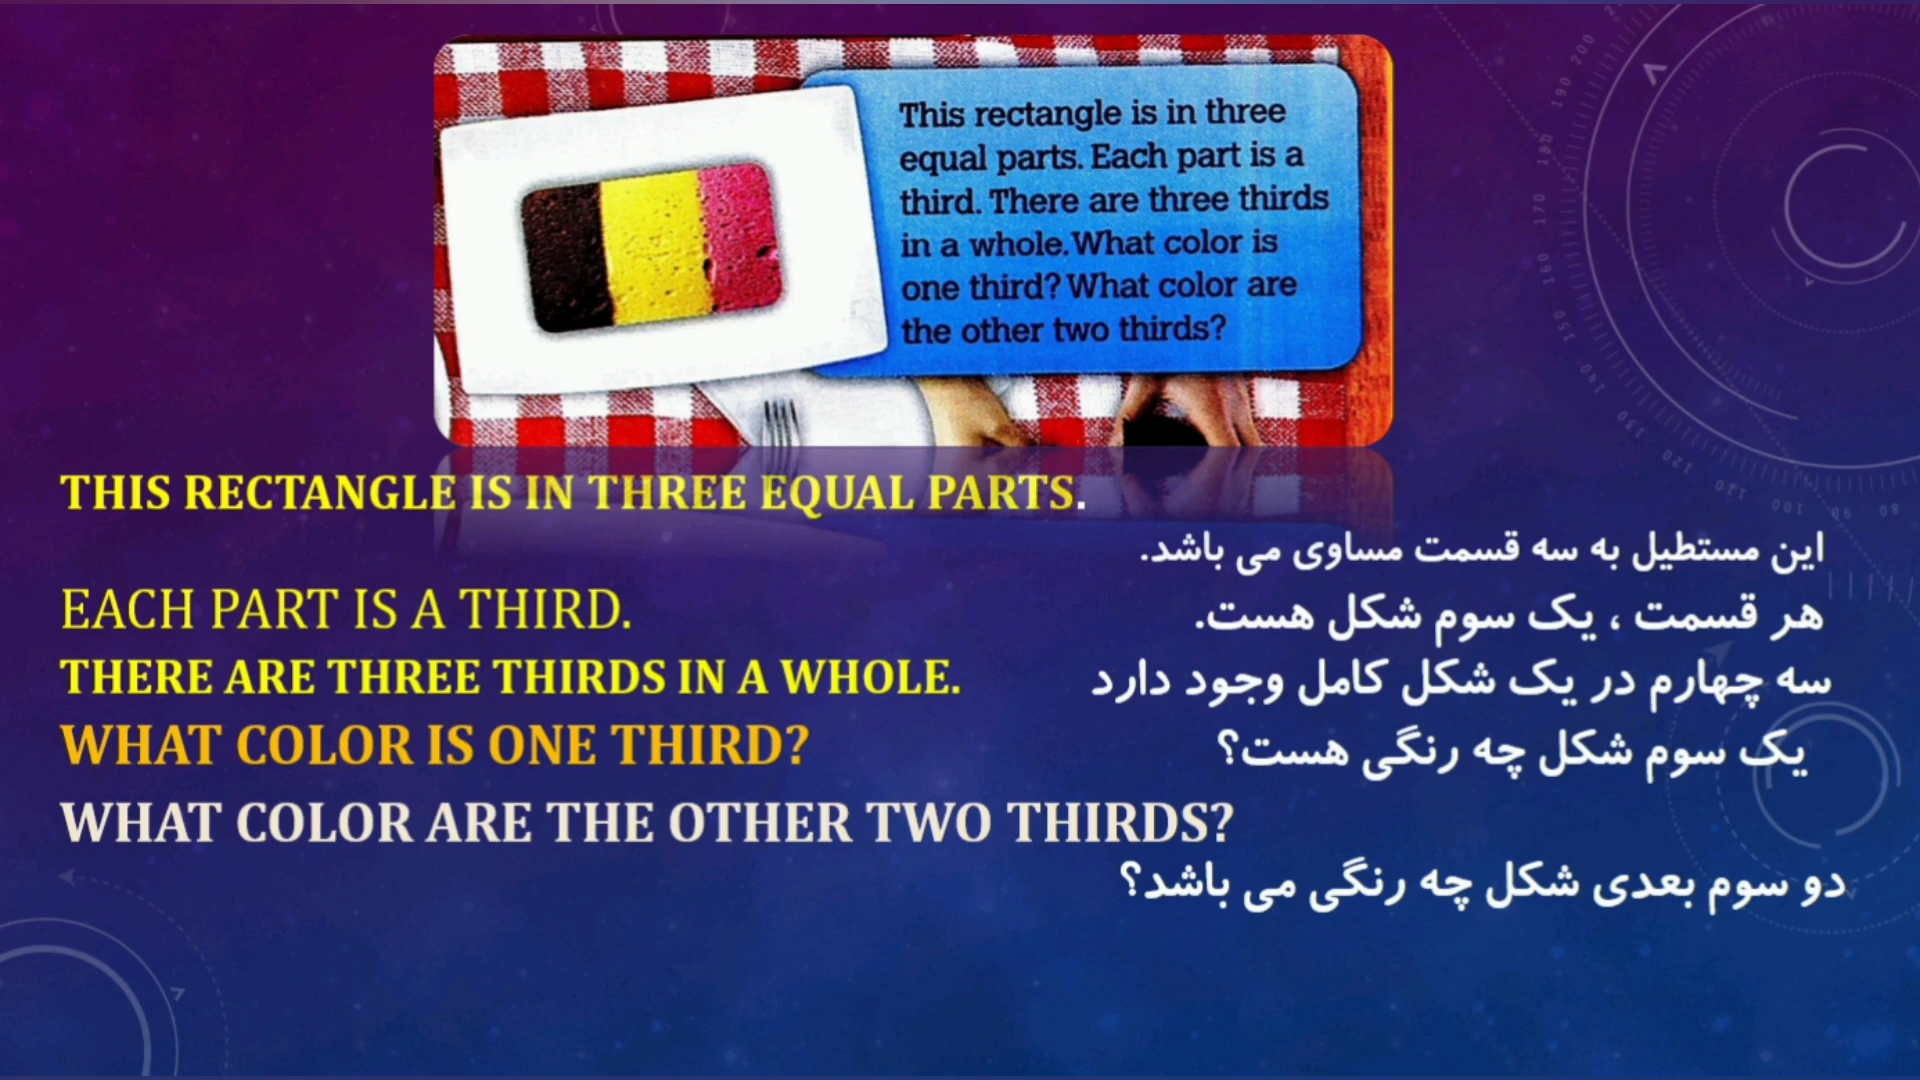 This rectangle is in three
equal parts. Each part is a
third. There are three thirds
in a whole. What color is
one third? What color are
the other two thirds?
THIS RECTANGLE IS IN THREE EQUAL PARTS.
این مستطیل به سه قسمت مساوی می باشد.
EACH PART IS A THIRD.
هر قسمت ، یک سوم شکل هست.
THERE ARE THREE THIRDS IN A WHOLE.
سه چهارم در یک شکل کامل وجود دارد
WHAT COLOR IS ONE THIRD?
یک سوم شکل چه رنگی هست؟
WHAT COLOR ARE THE OTHER TWO THIRDS?
دو سوم بعدی شکل چه رنگی می باشد؟